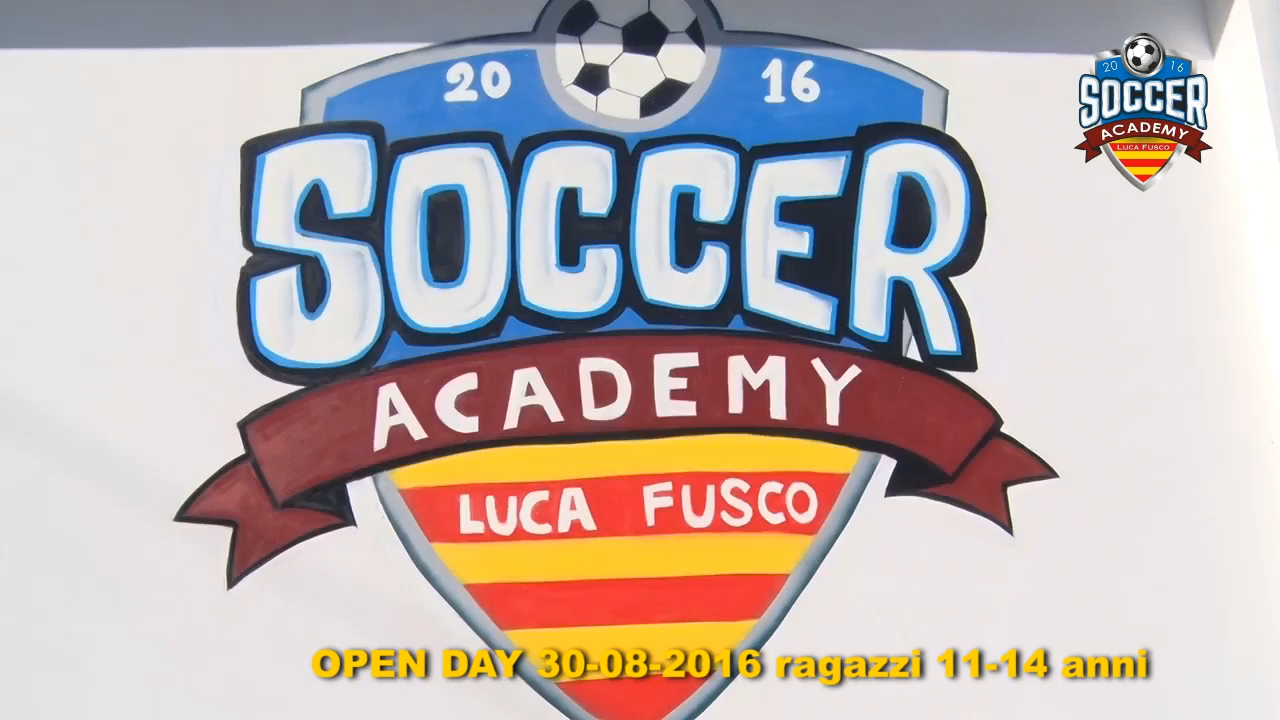 20 16
SOCCER
ACADEMY
LUCA FUSCO
20 16
SOCCER
ACADEMY
LUCA FUSCO
OPEN DAY 30-08-2016 ragazzi 11-14 anni